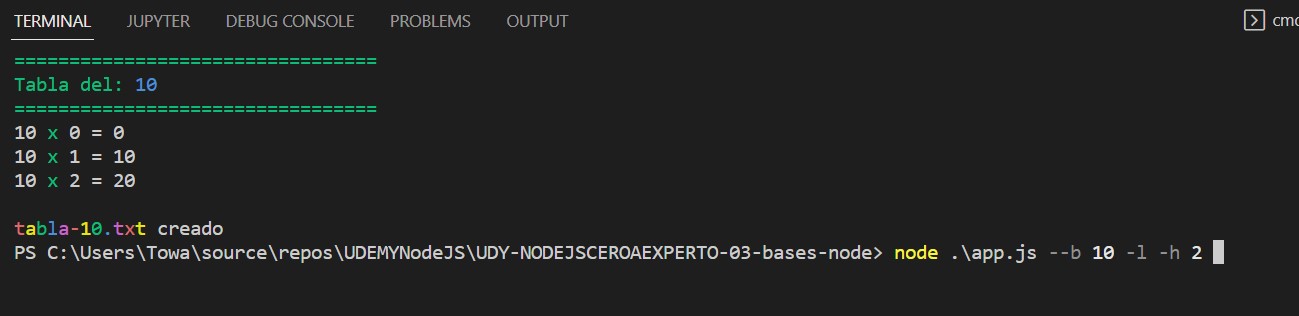 TERMINAL JUPYTER DEBUG CONSOLE PROBLEMS OUTPUT cmd
=================================
Tabla del: 10
=================================
10 x 0 = 0
10 x 1 = 10
10 x 2 = 20
tabla-10.txt creado
PS C:\Users\Towa\source\repos\UDEMYNodeJS\UDY-NODEJSCEROAEXPERTO-03-bases-node> node .\app.js --b 10 -l -h 2